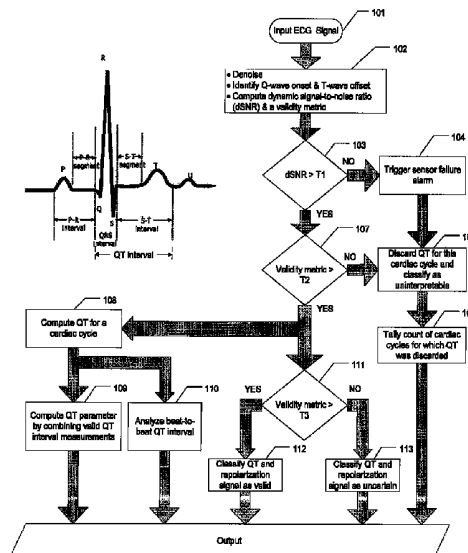 101
Input ECG Signal
102
• Denoise
• Identify Q-wave onset & T-wave offset
• Compute dynamic signal-to-noise ratio
(dSNR) & a validity metric
R
P-R
segment
S-T
segment
P
T
U
Q
S
P-R
interval
QRS
interval
S-T
interval
QT interval
103
dSNR > T1
NO
YES
104
Trigger sensor failure
alarm
107
Validity metric >
T2
NO
YES
Discard QT for this
cardiac cycle and
classify as
uninterpretable
Tally count of cardiac
cycles for which QT
was discarded
108
Compute QT for a
cardiac cycle
109
Compute QT parameter
by combining valid QT
interval measurements
110
Analyze beat-to-
beat QT interval
111
Validity metric >
T3
YES
NO
112
Classify QT and
repolarization
signal as valid
113
Classify QT and
repolarization
signal as uncertain
Output